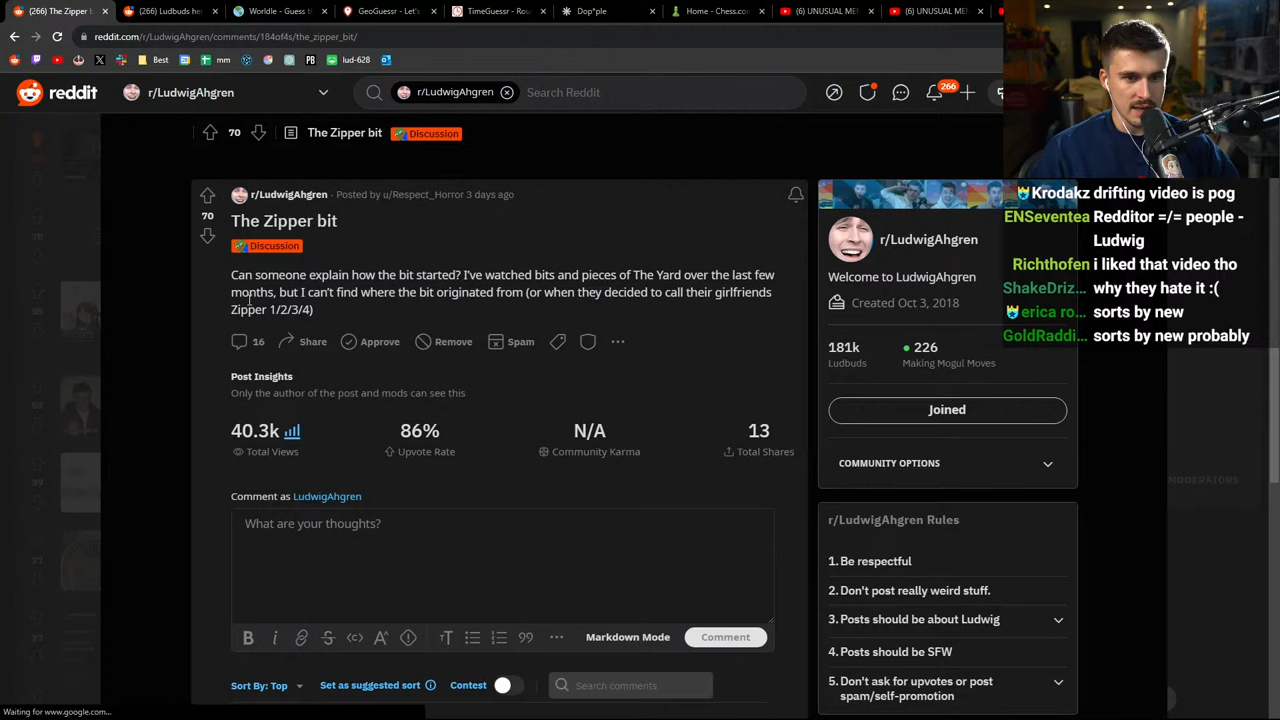 (266) The Zipper b
(266) Ludbuds he
Worldle - Guess th
GeoGuessr - Let's
TimeGuessr - Rou
Dop*ple
Home - Chess.co
(6) UNUSUAL ME
(6) UNUSUAL ME
reddit.com/r/LudwigAhgren/comments/184of4s/the_zipper_bit/
Best
mm
PB
lud-628
reddit
r/LudwigAhgren
r/LudwigAhgren
Search Reddit
266
70
The Zipper bit
Discussion
r/LudwigAhgren · Posted by u/Respect_Horror 3 days ago
70
The Zipper bit
Discussion
Can someone explain how the bit started? I've watched bits and pieces of The Yard over the last few
months, but I can't find where the bit originated from (or when they decided to call their girlfriends
Zipper 1/2/3/4)
16
Share
Approve
Remove
Spam
Post Insights
Only the author of the post and mods can see this
40.3k
86%
N/A
13
Total Views
Upvote Rate
Community Karma
Total Shares
Comment as LudwigAhgren
What are your thoughts?
Markdown Mode
Comment
Sort By: Top
Set as suggested sort
Contest
Search comments
r/LudwigAhgren
Welcome to LudwigAhgren
Created Oct 3, 2018
181k
226
Ludbuds
Making Mogul Moves
Joined
COMMUNITY OPTIONS
r/LudwigAhgren Rules
1. Be respectful
2. Don't post really weird stuff.
3. Posts should be about Ludwig
4. Posts should be SFW
5. Don't ask for upvotes or post
spam/self-promotion
Krodakz drifting video is pog
ENSeventea Redditor =/= people -
Ludwig
Richthofen i liked that video tho
ShakeDriz... why they hate it :(
erica ro... sorts by new
GoldRaddi... sorts by new probably
MODERATORS
Waiting for www.google.com...